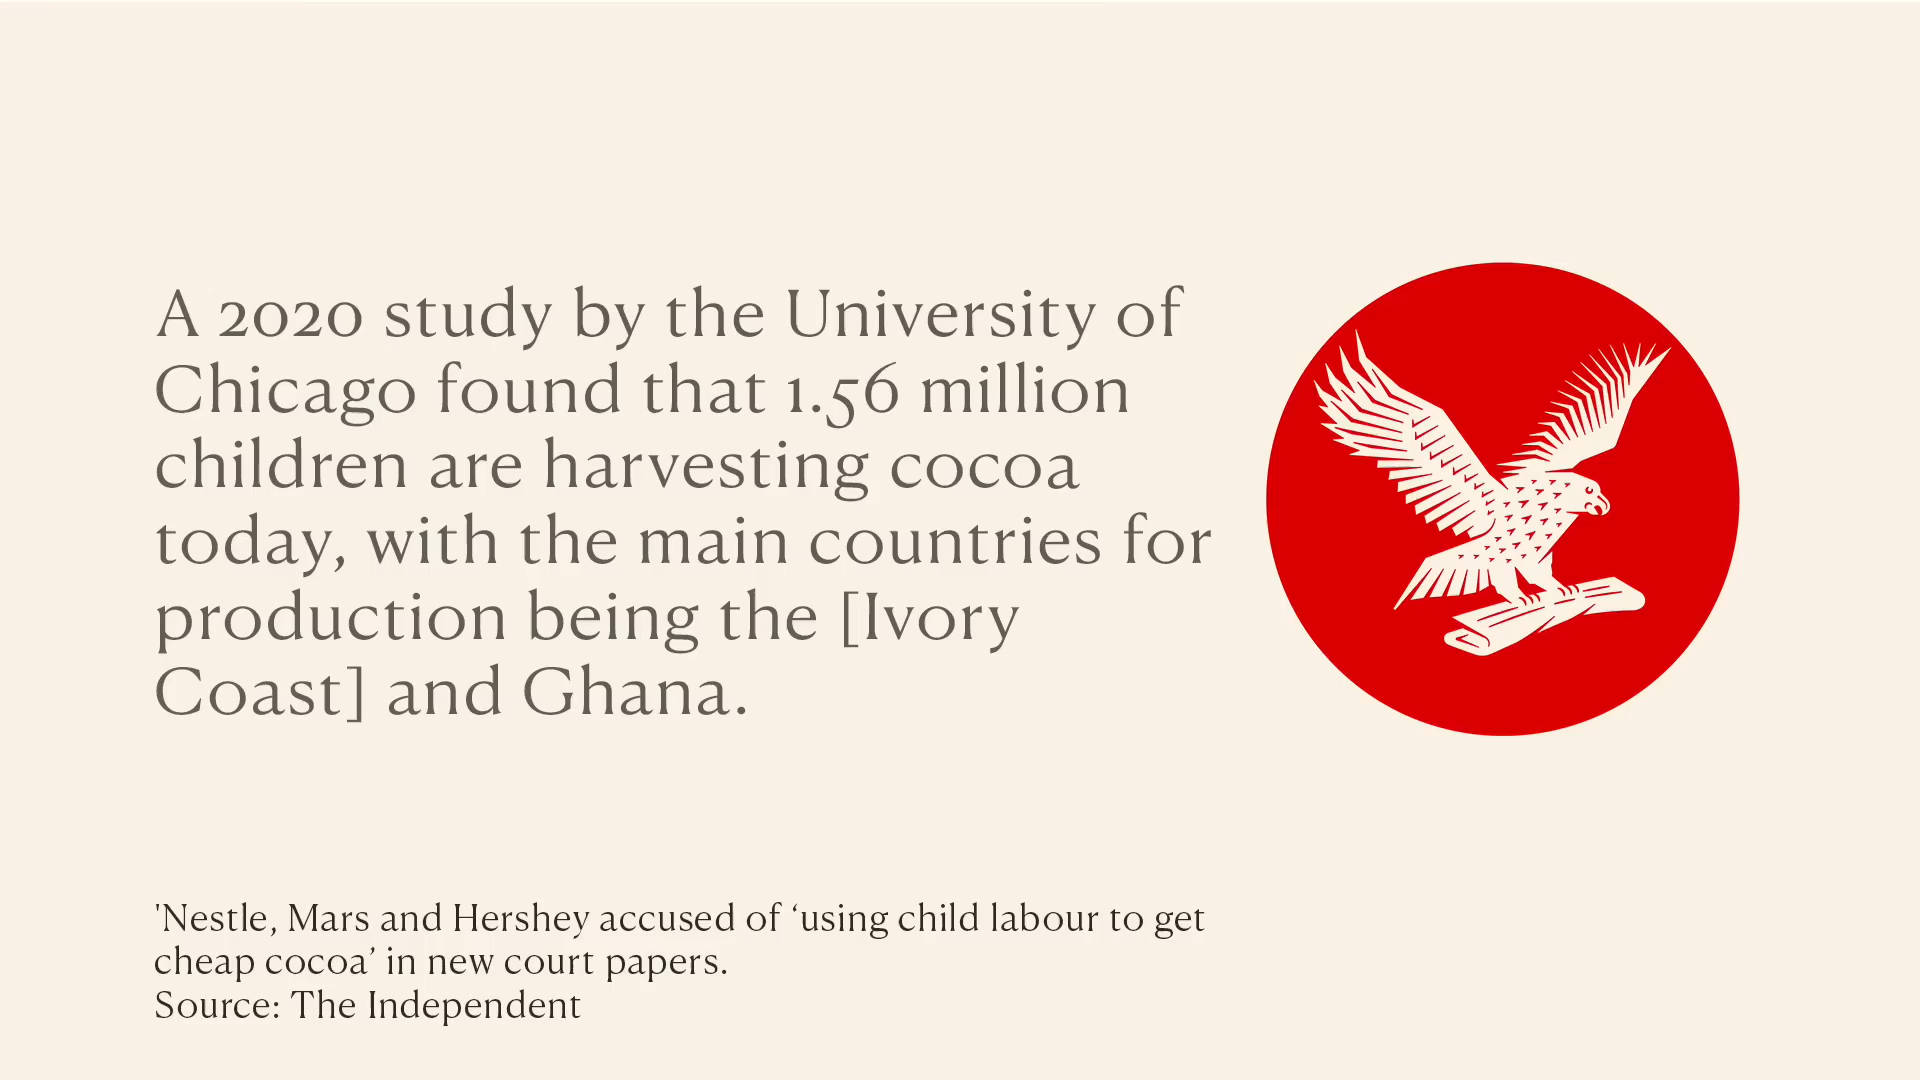 A 2020 study by the University of
Chicago found that 1.56 million
children are harvesting cocoa
today, with the main countries for
production being the [Ivory
Coast] and Ghana.
'Nestle, Mars and Hershey accused of ‘using child labour to get
cheap cocoa’ in new court papers.
Source: The Independent